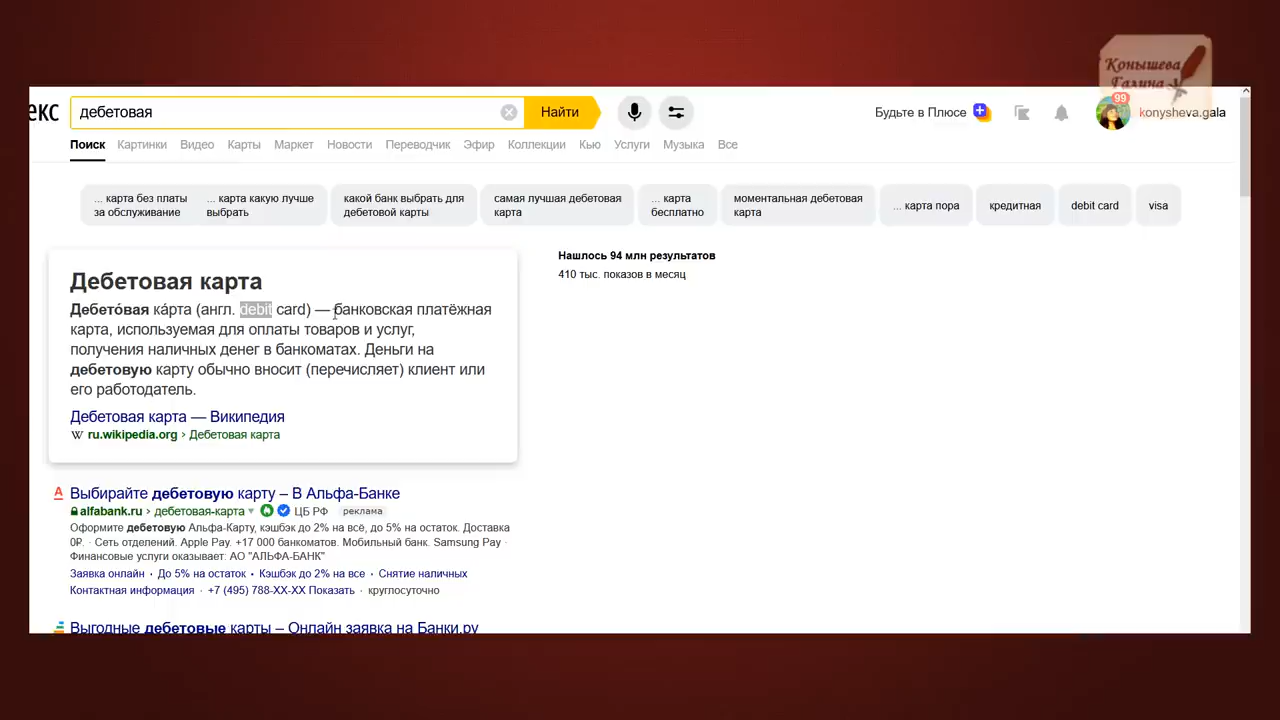 Конышева
Галина
екс
дебетовая
Найти
Будьте в Плюсе
99
konysheva.gala
Поиск Картинки Видео Карты Маркет Новости Переводчик Эфир Коллекции Кью Услуги Музыка Все
... карта без платы за обслуживание
... карта какую лучше выбрать
какой банк выбрать для дебетовой карты
самая лучшая дебетовая карта
... карта бесплатно
моментальная дебетовая карта
... карта пора
кредитная
debit card
visa
Дебетовая карта
Дебето́вая ка́рта (англ. debit card) — банковская платёжная
карта, используемая для оплаты товаров и услуг,
получения наличных денег в банкоматах. Деньги на
дебетовую карту обычно вносит (перечисляет) клиент или
его работодатель.
Дебетовая карта — Википедия
W ru.wikipedia.org › Дебетовая карта
Нашлось 94 млн результатов
410 тыс. показов в месяц
А Выбирайте дебетовую карту – В Альфа-Банке
alfabank.ru › дебетовая-карта ЦБ РФ реклама
Оформите дебетовую Альфа-Карту, кэшбэк до 2% на всё, до 5% на остаток. Доставка
0₽. · Сеть отделений. Apple Pay. +17 000 банкоматов. Мобильный банк. Samsung Pay ·
Финансовые услуги оказывает: АО "АЛЬФА-БАНК"
Заявка онлайн · До 5% на остаток · Кэшбэк до 2% на все · Снятие наличных
Контактная информация · +7 (495) 788-XX-XX Показать · круглосуточно
Выгодные дебетовые карты – Онлайн заявка на Банки.ру